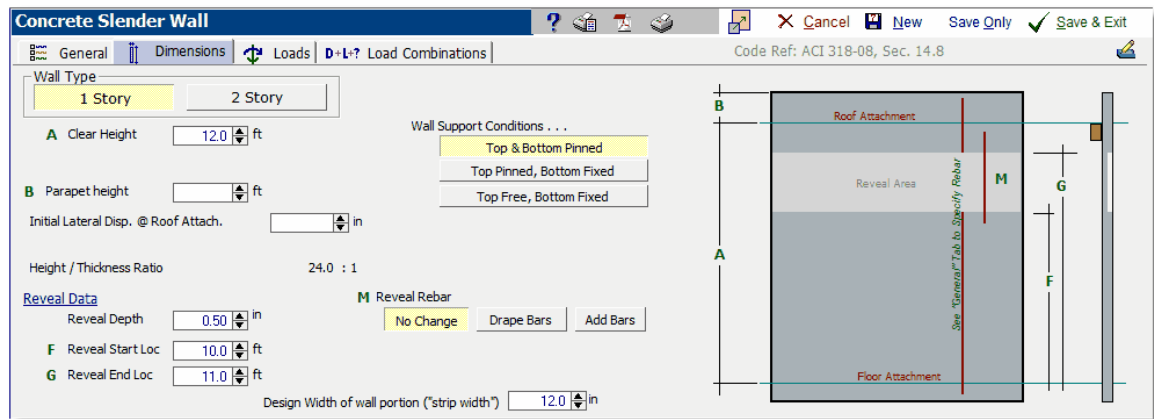 Concrete Slender Wall ? Cancel New Save Only Save & Exit
General Dimensions Loads D+L+? Load Combinations Code Ref: ACI 318-08, Sec. 14.8
Wall Type
1 Story 2 Story
A Clear Height 12.0 ft
Wall Support Conditions . . .
Top & Bottom Pinned
Top Pinned, Bottom Fixed
Top Free, Bottom Fixed
B Parapet height ft
Initial Lateral Disp. @ Roof Attach. in
Height / Thickness Ratio 24.0 : 1
Reveal Data
Reveal Depth 0.50 in
F Reveal Start Loc 10.0 ft
G Reveal End Loc 11.0 ft
M Reveal Rebar
No Change Drape Bars Add Bars
Design Width of wall portion ("strip width") 12.0 in
B
Roof Attachment
Reveal Area
M
G
A
F
See "General" Tab to Specify Rebar
Floor Attachment